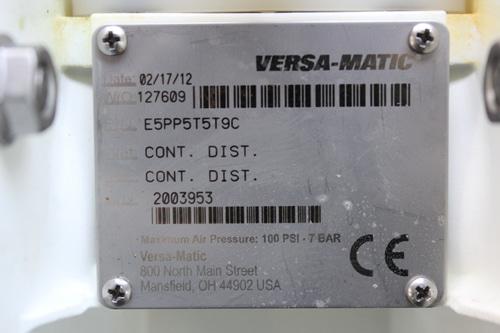 VERSA-MATIC
Date: 02/17/12
W/O 127609
E5PP5T5T9C
CONT. DIST.
CONT. DIST.
2003953
Maximum Air Pressure: 100 PSI - 7 BAR
Versa-Matic
800 North Main Street
Mansfield, OH 44902 USA
CE